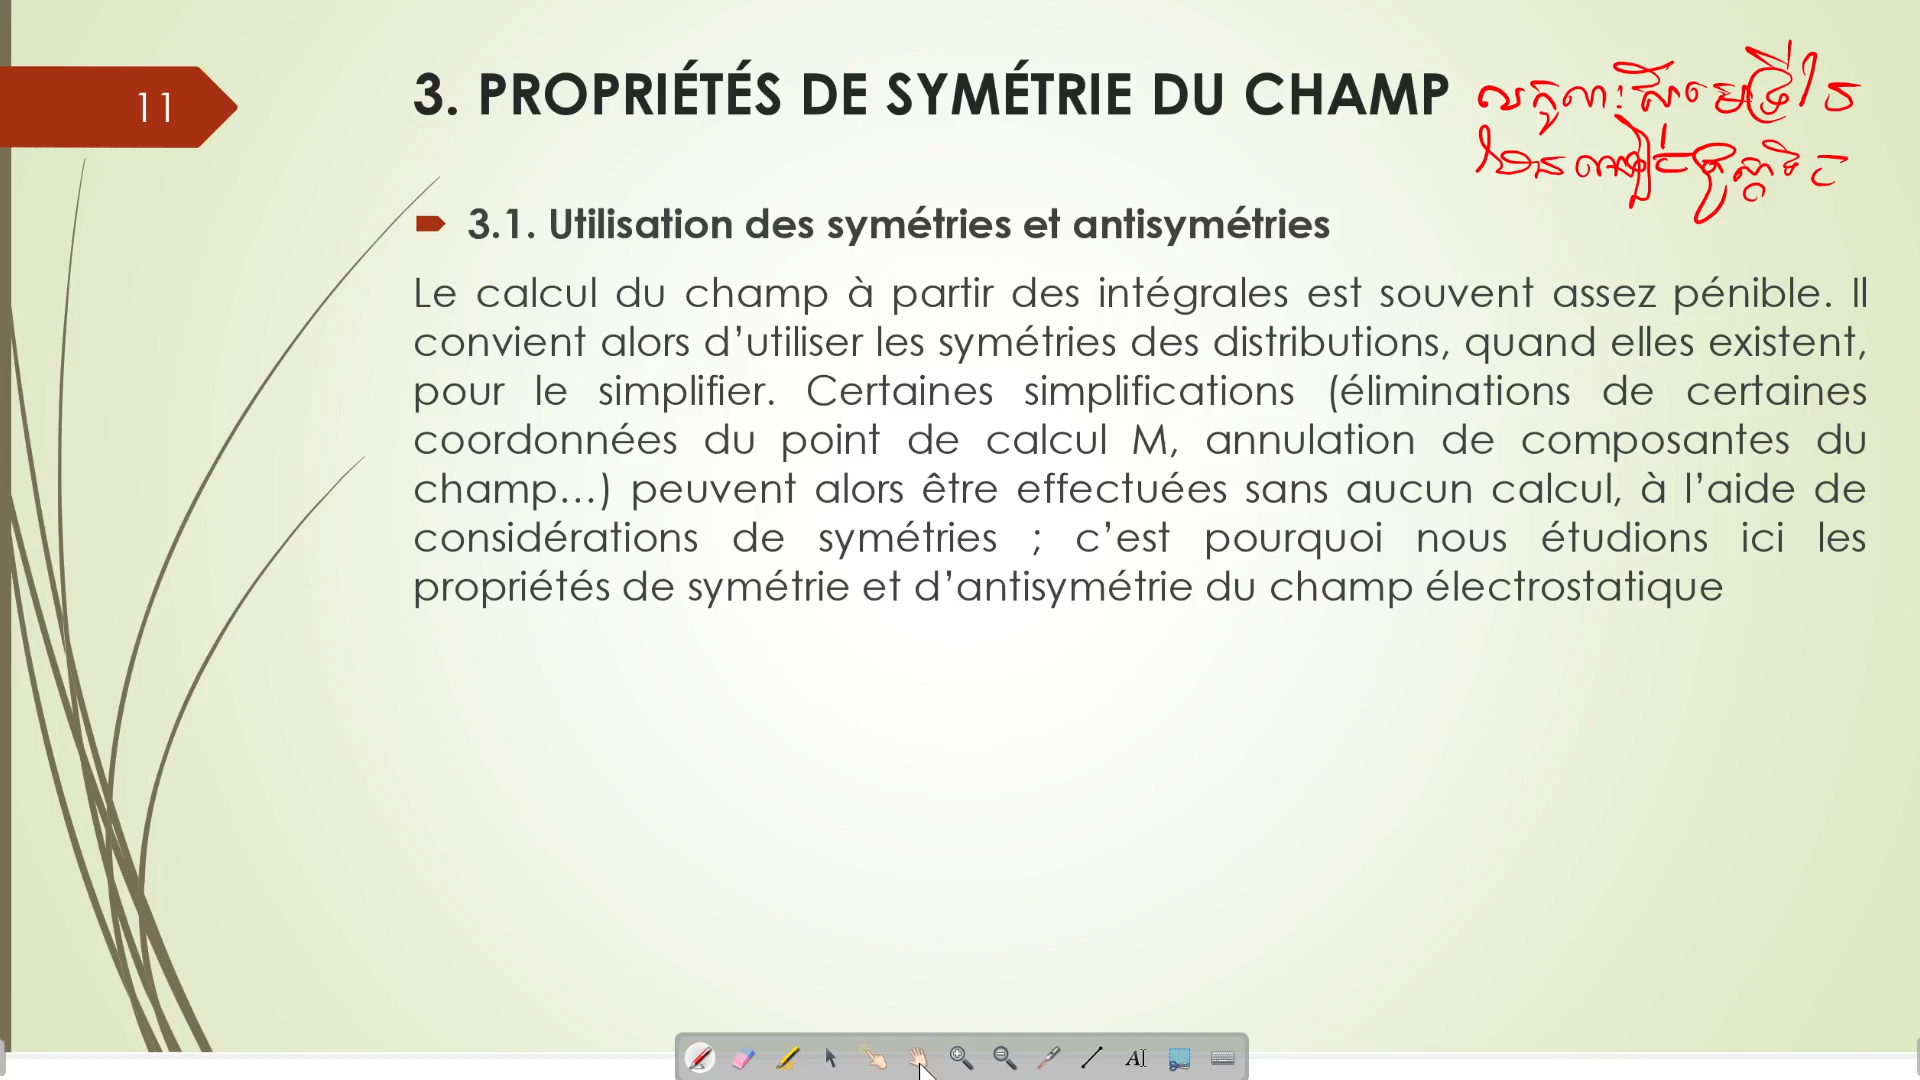 11
3. PROPRIÉTÉS DE SYMÉTRIE DU CHAMP
3.1. Utilisation des symétries et antisymétries
Le calcul du champ à partir des intégrales est souvent assez pénible. Il
convient alors d’utiliser les symétries des distributions, quand elles existent,
pour le simplifier. Certaines simplifications (éliminations de certaines
coordonnées du point de calcul M, annulation de composantes du
champ…) peuvent alors être effectuées sans aucun calcul, à l’aide de
considérations de symétries ; c’est pourquoi nous étudions ici les
propriétés de symétrie et d’antisymétrie du champ électrostatique